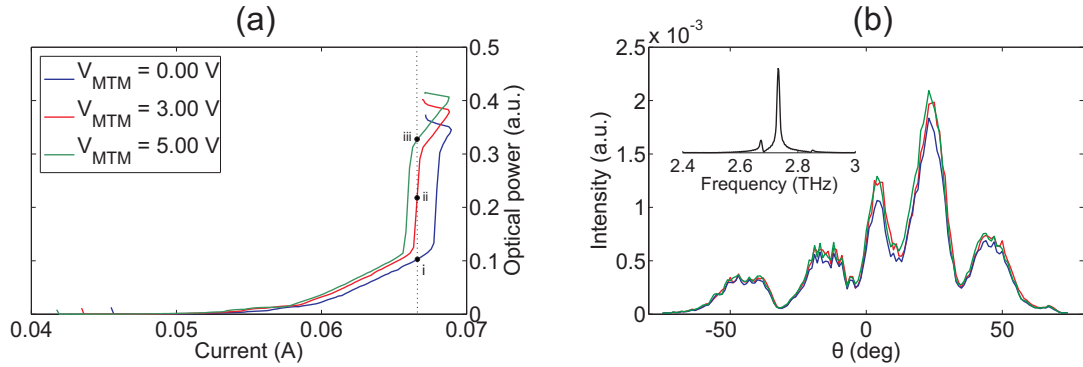 (a)
V_MTM = 0.00 V
V_MTM = 3.00 V
V_MTM = 5.00 V
iii
ii
i
0.5
0.4
0.3
0.2
0.1
0
Optical power (a.u.)
0.04 0.05 0.06 0.07
Current (A)
(b)
x 10⁻³
2.5
2
1.5
1
0.5
0
Intensity (a.u.)
2.4 2.6 2.8 3
Frequency (THz)
-50 0 50
θ (deg)